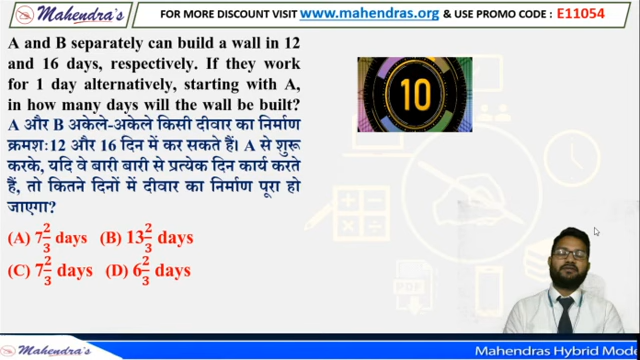 Mahendra's
FOR MORE DISCOUNT VISIT www.mahendras.org & USE PROMO CODE : E11054
A and B separately can build a wall in 12
and 16 days, respectively. If they work
for 1 day alternatively, starting with A,
in how many days will the wall be built?
A और B अकेले-अकेले किसी दीवार का निर्माण
क्रमशः12 और 16 दिन में कर सकते हैं। A से शुरू
करके, यदि वे बारी बारी से प्रत्येक दिन कार्य करते
हैं, तो कितने दिनों में दीवार का निर्माण पूरा हो
जाएगा?
(A) 7 2/3 days (B) 13 2/3 days
(C) 7 2/3 days (D) 6 2/3 days
10
Mahendra's
Mahendras Hybrid Mode